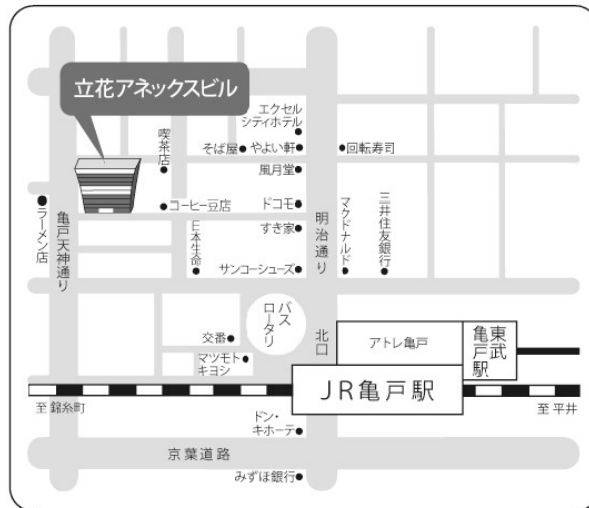 立花アネックスビル
エクセル
シティホテル
喫茶店
そば屋
やよい軒
回転寿司
風月堂
コーヒー豆店
ドコモ
ラーメン店
亀戸天神通り
日本生命
すき家
明治通り
マクドナルド
三井住友銀行
サンコーシューズ
バス
ロータリ
北口
交番
マツモト
キヨシ
アトレ亀戸
東武
亀戸駅
JR亀戸駅
至 錦糸町
至 平井
ドン・
キホーテ
京葉道路
みずほ銀行